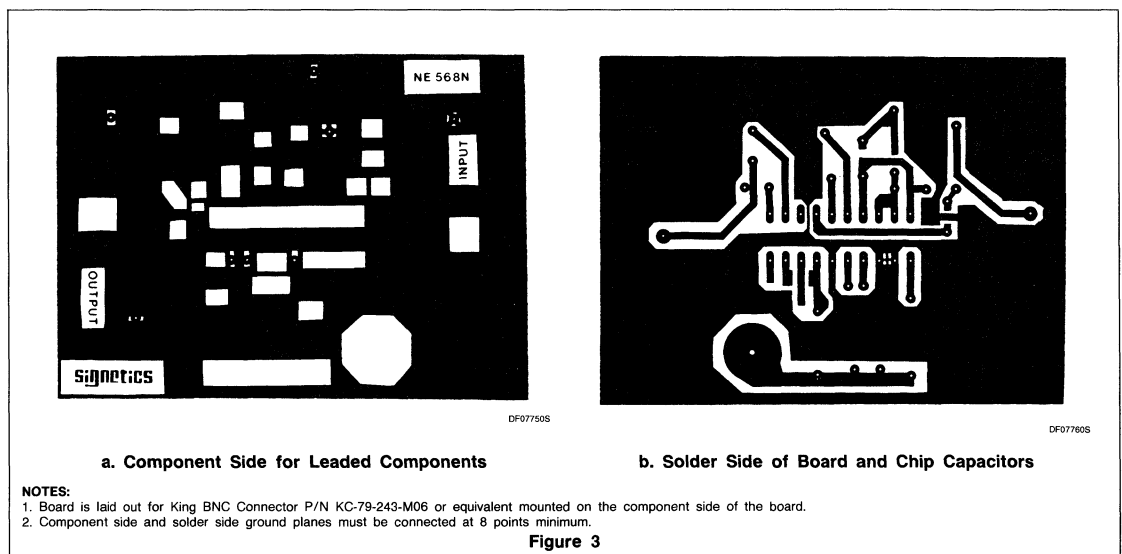 NE 568N
INPUT
OUTPUT
signetics
DF07750S
DF07760S
a. Component Side for Leaded Components
b. Solder Side of Board and Chip Capacitors
NOTES:
1. Board is laid out for King BNC Connector P/N KC-79-243-M06 or equivalent mounted on the component side of the board.
2. Component side and solder side ground planes must be connected at 8 points minimum.
Figure 3